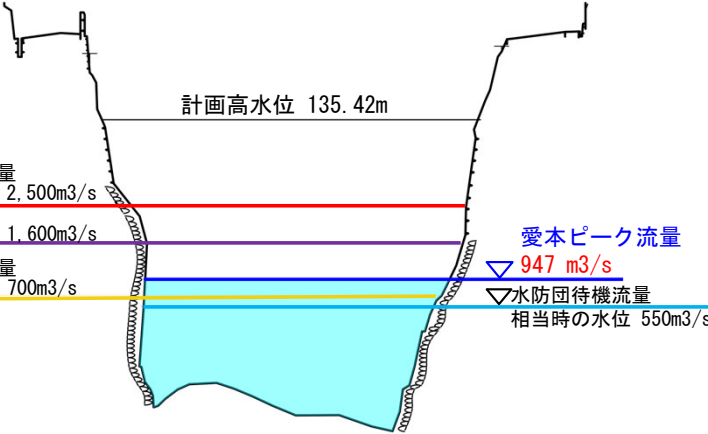 計画高水位 135.42m
量
2,500m3/s
1,600m3/s
量
700m3/s
愛本ピーク流量
947 m3/s
水防団待機流量
相当時の水位 550m3/s